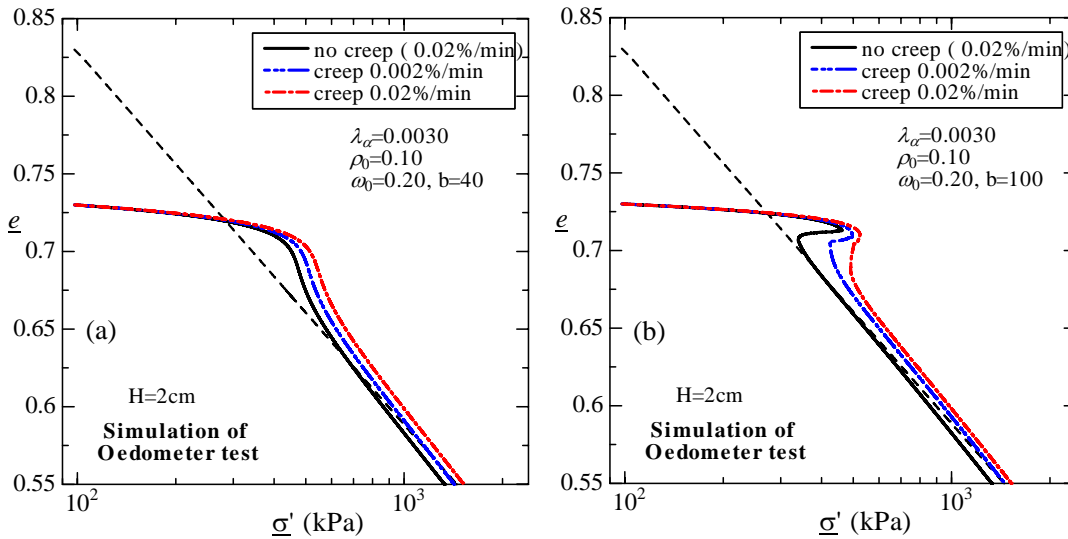 0.85
0.8
0.75
0.7
0.65
0.6
0.55
e
no creep ( 0.02%/min)
creep 0.002%/min
creep 0.02%/min
λα=0.0030
ρ0=0.10
ω0=0.20, b=40
(a)
H=2cm
Simulation of
Oedometer test
10²
10³
σ' (kPa)
0.85
0.8
0.75
0.7
0.65
0.6
0.55
e
no creep ( 0.02%/min)
creep 0.002%/min
creep 0.02%/min
λα=0.0030
ρ0=0.10
ω0=0.20, b=100
(b)
H=2cm
Simulation of
Oedometer test
10²
10³
σ' (kPa)